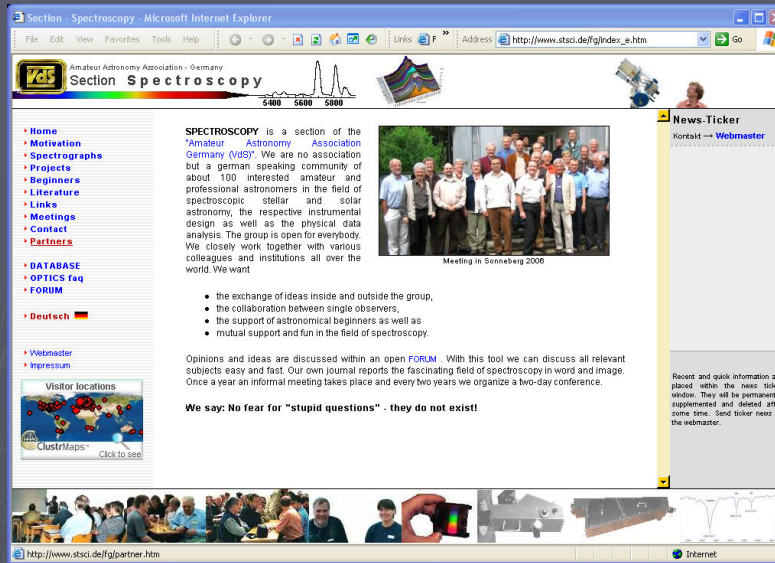 Section - Spectroscopy - Microsoft Internet Explorer
File Edit View Favorites Tools Help Links F » Address http://www.stsci.de/fg/index_e.htm Go
VdS
Amateur Astronomy Association - Germany
Section Spectroscopy
5400 5600 5800
Home
Motivation
Spectrographs
Projects
Beginners
Literature
Links
Meetings
Contact
Partners
DATABASE
OPTICS faq
FORUM
Deutsch
Webmaster
Impressum
Visitor locations
ClustrMaps™
Click to see
SPECTROSCOPY is a section of the
"Amateur Astronomy Association
Germany (VdS)". We are no association
but a german speaking community of
about 100 interested amateur and
professional astronomers in the field of
spectroscopic stellar and solar
astronomy, the respective instrumental
design as well as the physical data
analysis. The group is open for everybody.
We closely work together with various
colleagues and institutions all over the
world. We want
Meeting in Sonneberg 2006
• the exchange of ideas inside and outside the group,
• the collaboration between single observers,
• the support of astronomical beginners as well as
• mutual support and fun in the field of spectroscopy.
Opinions and ideas are discussed within an open FORUM . With this tool we can discuss all relevant
subjects easy and fast. Our own journal reports the fascinating field of spectroscopy in word and image.
Once a year an informal meeting takes place and every two years we organize a two-day conference.
We say: No fear for "stupid questions" - they do not exist!
News-Ticker
Kontakt → Webmaster
Recent and quick information a
placed within the news tick
window. They will be permanent
supplemented and deleted aft
some time. Send ticker news
the webmaster.
http://www.stsci.de/fg/partner.htm
Internet